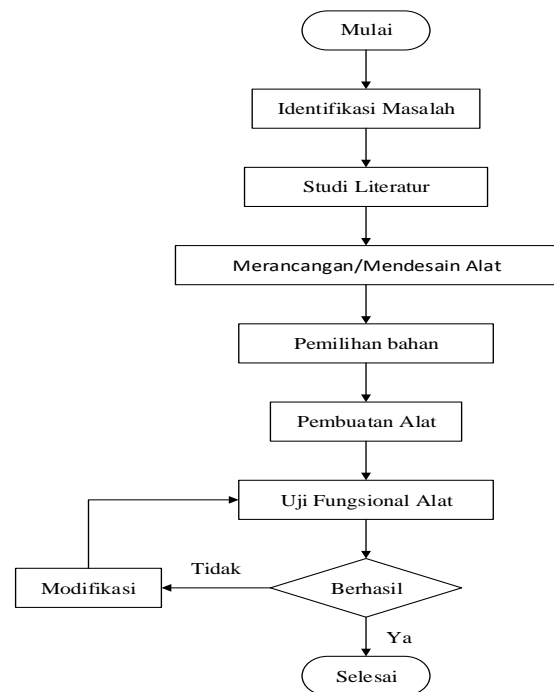 Mulai
Identifikasi Masalah
Studi Literatur
Merancangan/Mendesain Alat
Pemilihan bahan
Pembuatan Alat
Uji Fungsional Alat
Tidak
Modifikasi
Berhasil
Ya
Selesai